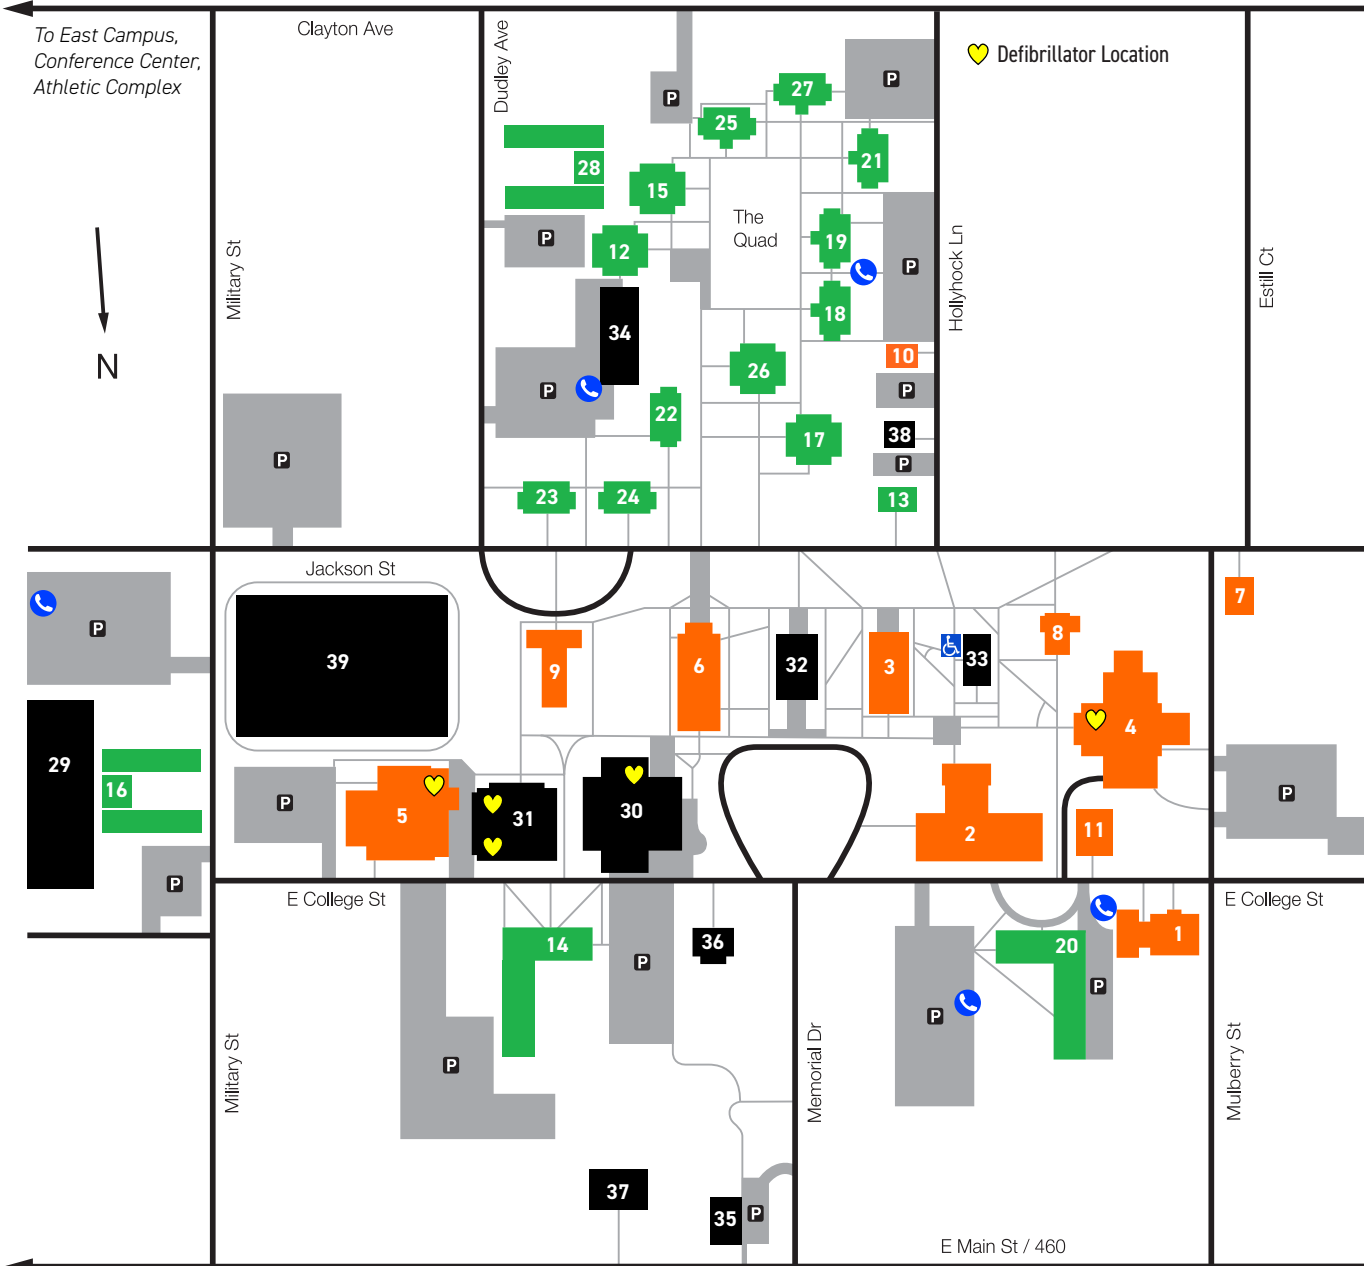 To East Campus,
Conference Center,
Athletic Complex
Clayton Ave
Dudley Ave
Defibrillator Location
P
P
27
25
21
28
15
The
Quad
19
12
P
P
Military St
Hollyhock Ln
Estill Ct
18
34
N
10
26
P
P
22
38
17
P
P
23
24
13
Jackson St
7
P
8
39
9
6
32
3
33
4
29
16
P
5
31
30
2
11
P
P
E College St
E College St
14
36
1
20
P
P
P
P
Military St
Memorial Dr
Mulberry St
37
35
P
E Main St / 460